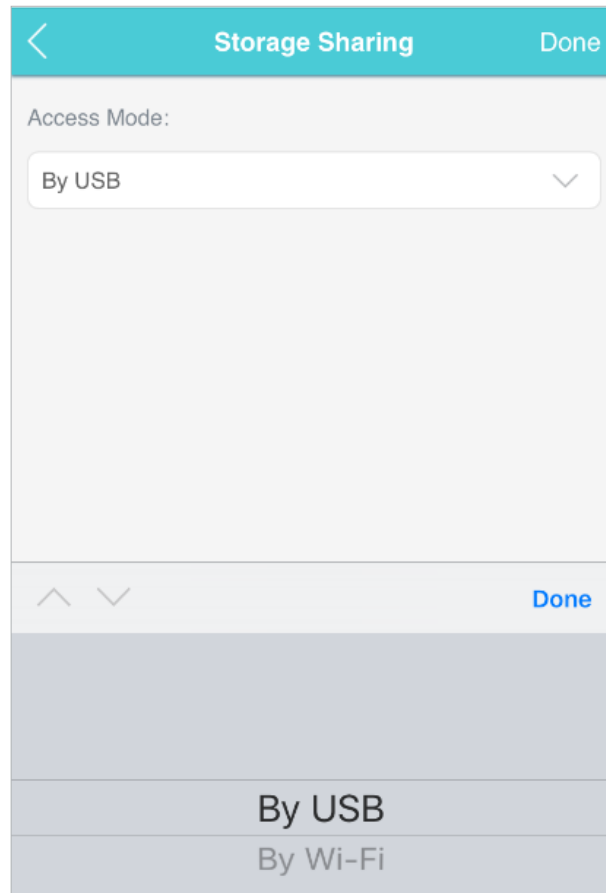 Storage Sharing Done
Access Mode:
By USB
Done
By USB
By Wi-Fi